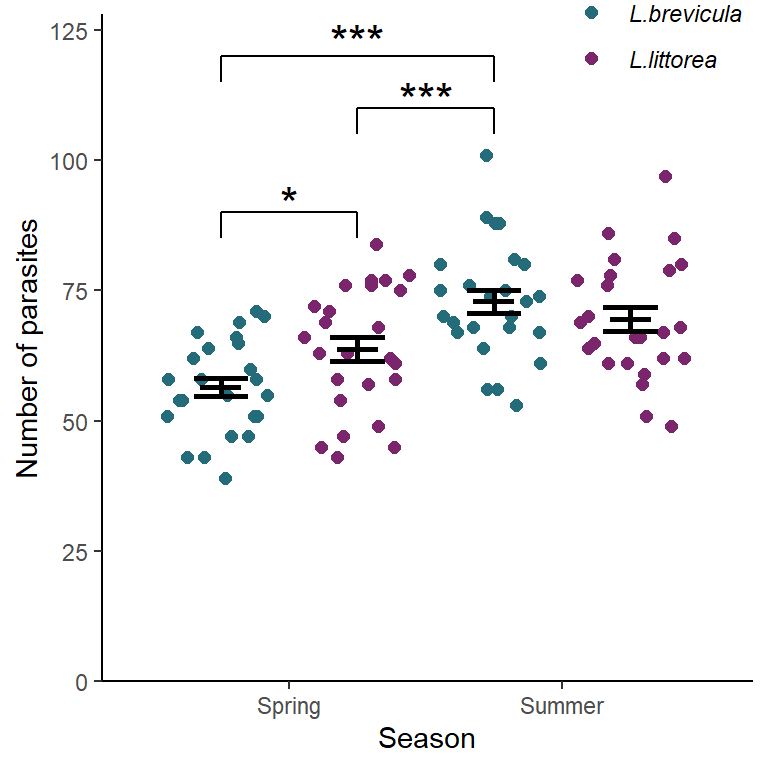 L.brevicula
L.littorea
125
100
75
50
25
0
***
***
*
Number of parasites
Spring
Summer
Season